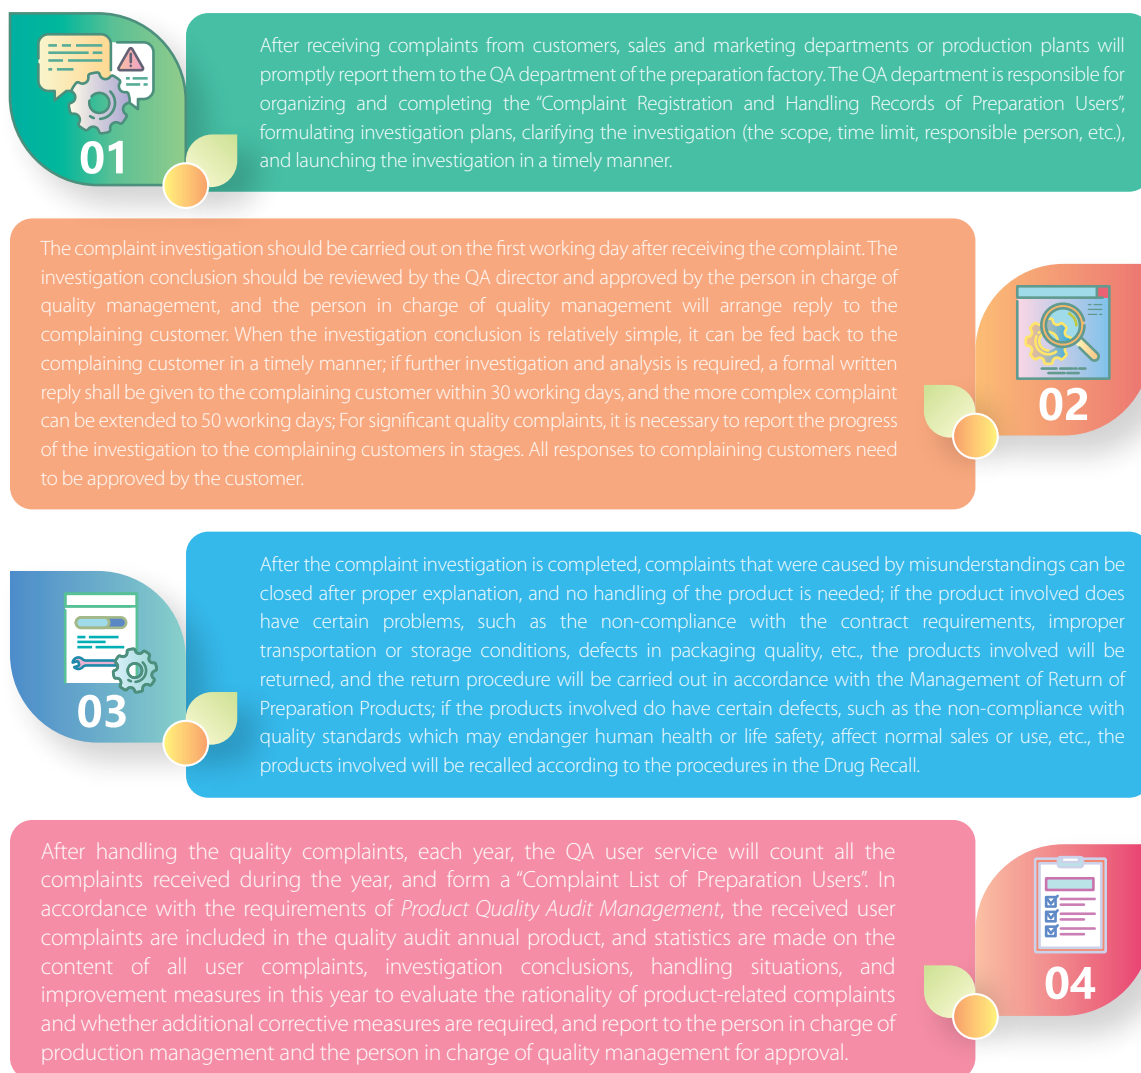 01
After receiving complaints from customers, sales and marketing departments or production plants will
promptly report them to the QA department of the preparation factory. The QA department is responsible for
organizing and completing the “Complaint Registration and Handling Records of Preparation Users”,
formulating investigation plans, clarifying the investigation (the scope, time limit, responsible person, etc.),
and launching the investigation in a timely manner.
The complaint investigation should be carried out on the first working day after receiving the complaint. The
investigation conclusion should be reviewed by the QA director and approved by the person in charge of
quality management, and the person in charge of quality management will arrange reply to the
complaining customer. When the investigation conclusion is relatively simple, it can be fed back to the
complaining customer in a timely manner; if further investigation and analysis is required, a formal written
reply shall be given to the complaining customer within 30 working days, and the more complex complaint
can be extended to 50 working days; For significant quality complaints, it is necessary to report the progress
of the investigation to the complaining customers in stages. All responses to complaining customers need
to be approved by the customer.
02
03
After the complaint investigation is completed, complaints that were caused by misunderstandings can be
closed after proper explanation, and no handling of the product is needed; if the product involved does
have certain problems, such as the non-compliance with the contract requirements, improper
transportation or storage conditions, defects in packaging quality, etc., the products involved will be
returned, and the return procedure will be carried out in accordance with the Management of Return of
Preparation Products; if the products involved do have certain defects, such as the non-compliance with
quality standards which may endanger human health or life safety, affect normal sales or use, etc., the
products involved will be recalled according to the procedures in the Drug Recall.
After handling the quality complaints, each year, the QA user service will count all the
complaints received during the year, and form a “Complaint List of Preparation Users”. In
accordance with the requirements of Product Quality Audit Management, the received user
complaints are included in the quality audit annual product, and statistics are made on the
content of all user complaints, investigation conclusions, handling situations, and
improvement measures in this year to evaluate the rationality of product-related complaints
and whether additional corrective measures are required, and report to the person in charge of
production management and the person in charge of quality management for approval.
04